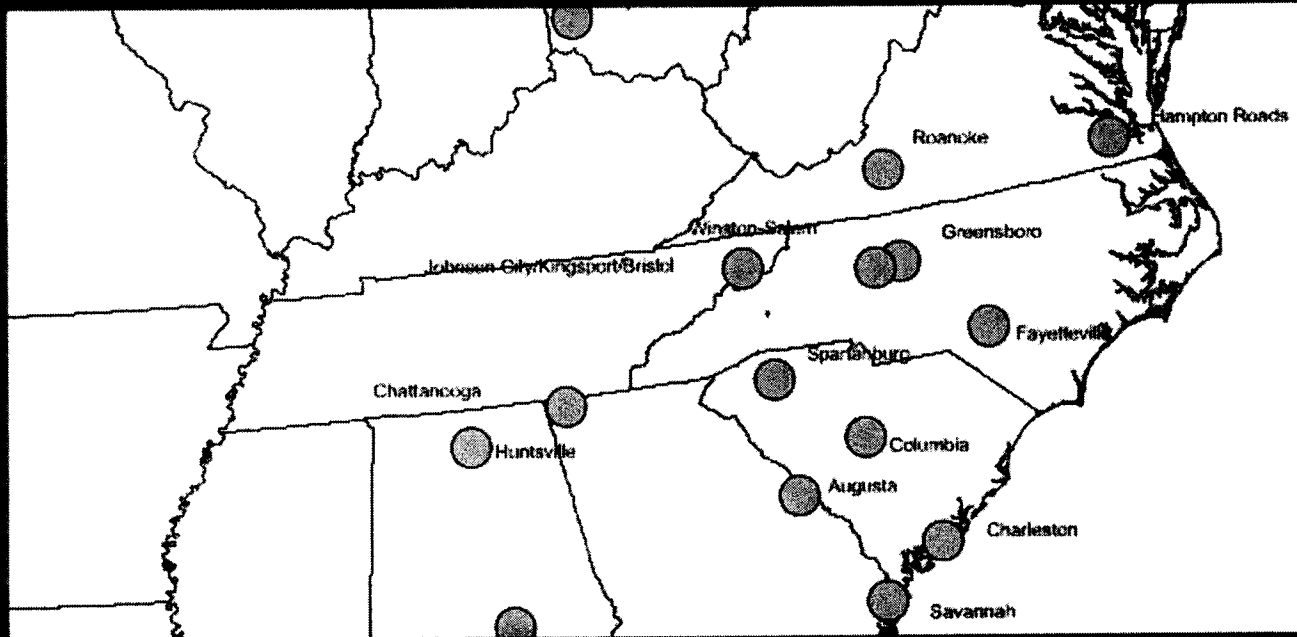 Hampton Roads
Roanoke
Winston-Salem
Greensboro
Johnson City/Kingsport/Bristol
Fayetteville
Spartanburg
Chattanooga
Huntsville
Columbia
Augusta
Charleston
Savannah